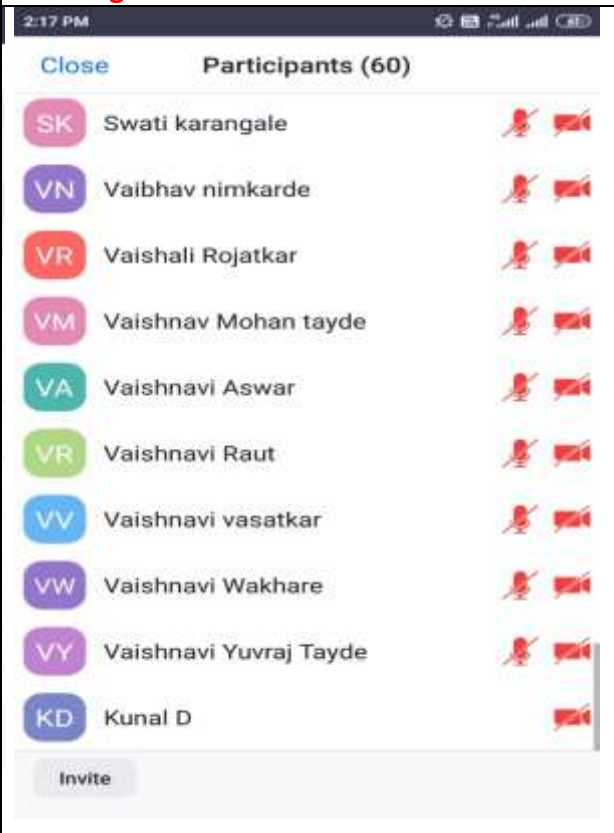 2:17 PM
Close Participants (60)
SK Swati karangale
VN Vaibhav nimkarde
VR Vaishali Rojatkar
VM Vaishnav Mohan tayde
VA Vaishnavi Aswar
VR Vaishnavi Raut
VV Vaishnavi vasatkar
VW Vaishnavi Wakhare
VY Vaishnavi Yuvraj Tayde
KD Kunal D
Invite